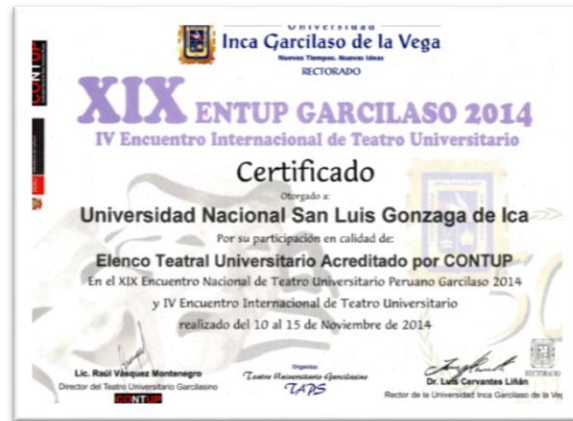 Universidad
Inca Garcilaso de la Vega
Nuevos Tiempos. Nuevas Ideas
RECTORADO
CONTUP
XIX ENTUP GARCILASO 2014
IV Encuentro Internacional de Teatro Universitario
PERÚ
Certificado
Otorgado a:
Universidad Nacional San Luis Gonzaga de Ica
Por su participación en calidad de:
Elenco Teatral Universitario Acreditado por CONTUP
En el XIX Encuentro Nacional de Teatro Universitario Peruano Garcilaso 2014
y IV Encuentro Internacional de Teatro Universitario
realizado del 10 al 15 de Noviembre de 2014
Lic. Raúl Vásquez Montenegro
Director del Teatro Universitario Garcilasino
CONTUP
Organiza:
Teatro Universitario Garcilasino
TAPS
RECTORADO
Dr. Luis Cervantes Liñán
Rector de la Universidad Inca Garcilaso de la Veg